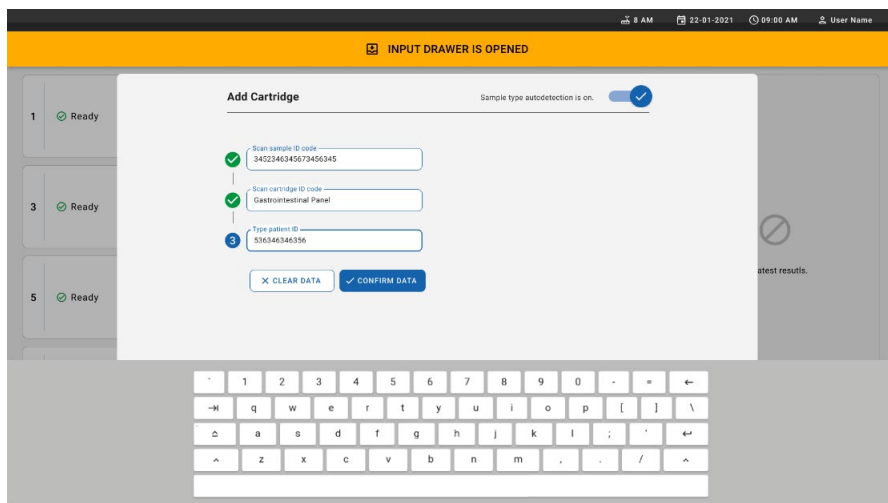 8 AM 22-01-2021 09:00 AM User Name
INPUT DRAWER IS OPENED
Add Cartridge Sample type autodetection is on.
1 Ready
Scan sample ID code
3452346345673456345
Scan cartridge ID code
Gastrointestinal Panel
3 Ready
Type patient ID
3 536346346356
atest resutls.
CLEAR DATA CONFIRM DATA
5 Ready
` 1 2 3 4 5 6 7 8 9 0 - =
q w e r t y u i o p [ ] \
a s d f g h j k l ; '
z x c v b n m , . /